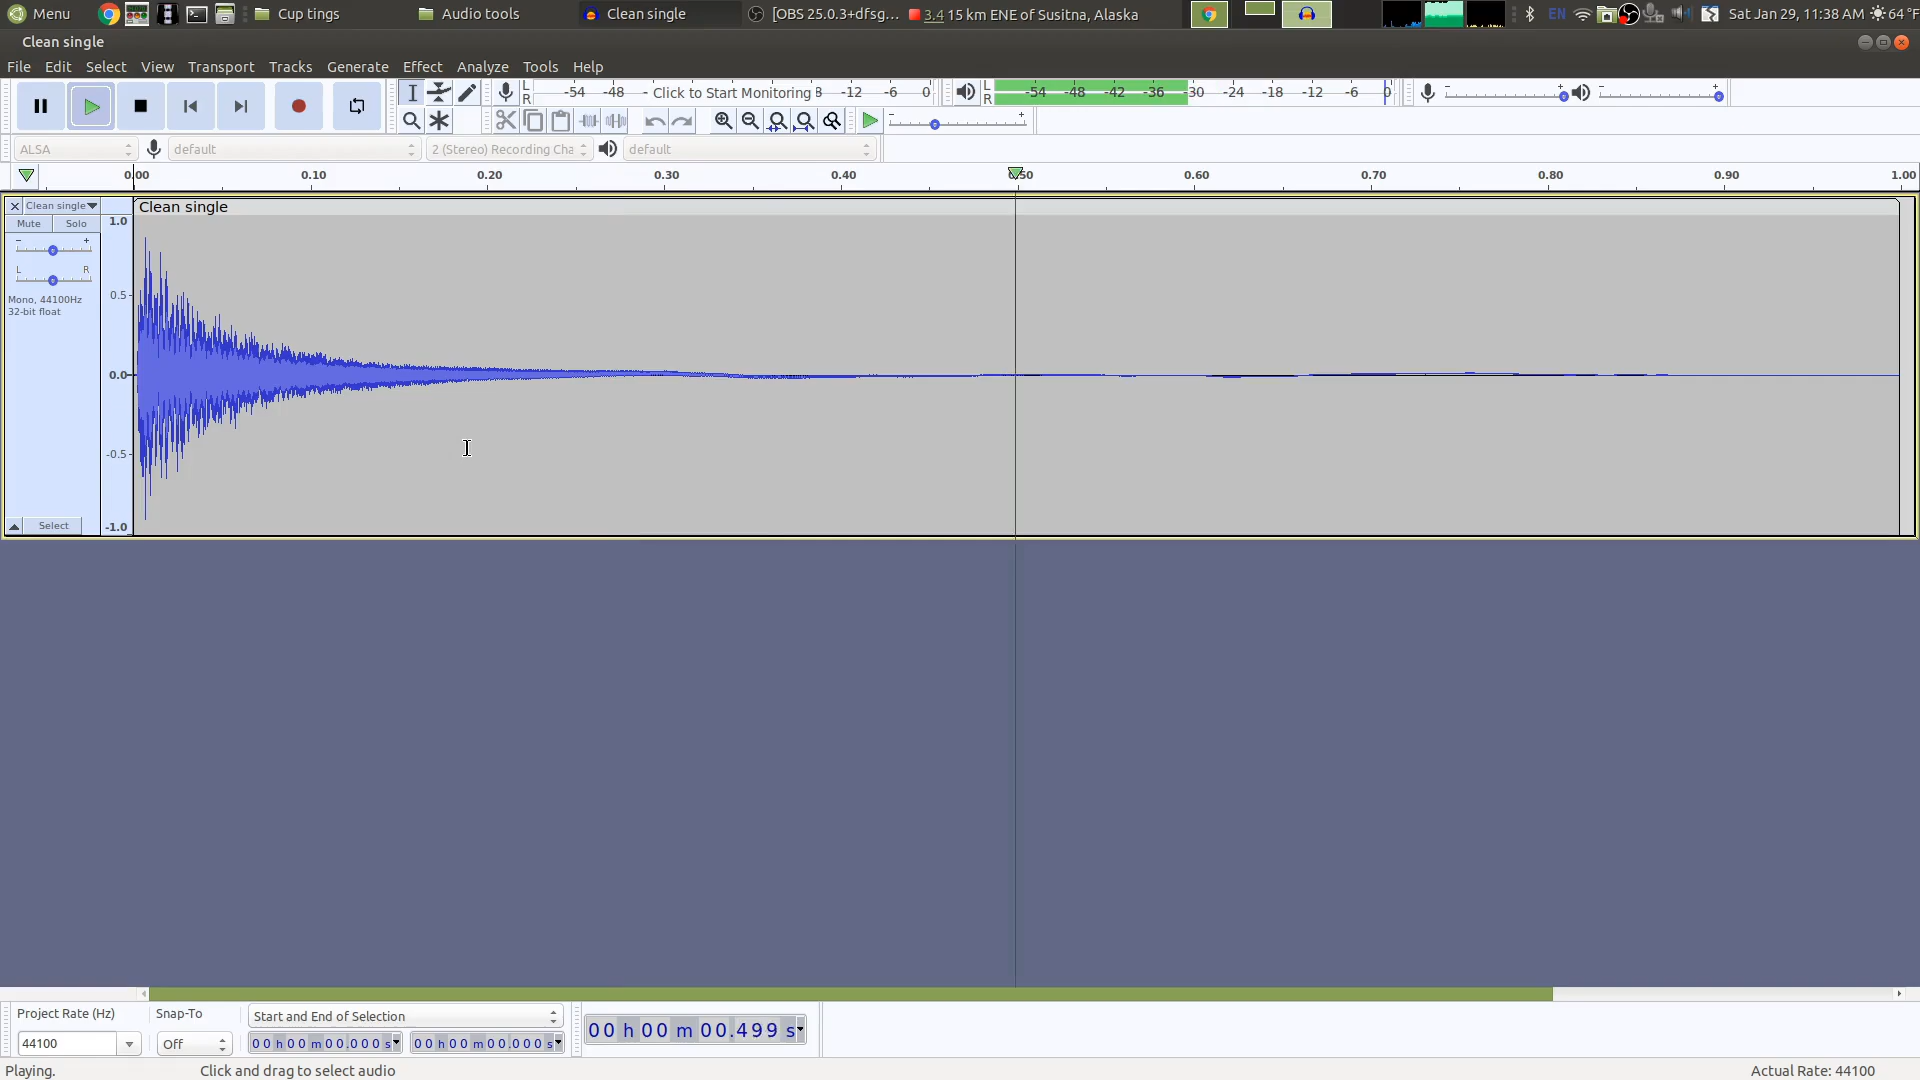 Menu Cup tings Audio tools Clean single [OBS 25.0.3+dfsg... 3.4 15 km ENE of Susitna, Alaska EN Sat Jan 29, 11:38 AM 64 °F
Clean single
File Edit Select View Transport Tracks Generate Effect Analyze Tools Help
L R -54 -48 - Click to Start Monitoring 8 -12 -6 0 L R -54 -48 -42 -36 -30 -24 -18 -12 -6 0 - + - +
- +
ALSA default 2 (Stereo) Recording Cha default
0.00 0.10 0.20 0.30 0.40 0.50 0.60 0.70 0.80 0.90 1.00
Clean single Clean single
Mute Solo 1.0
- +
L R
0.5
Mono, 44100Hz
32-bit float
0.0
-0.5
Select -1.0
Project Rate (Hz) Snap-To Start and End of Selection
44100 Off 00 h 00 m 00.000 s 00 h 00 m 00.000 s 00 h 00 m 00.499 s
Playing. Click and drag to select audio Actual Rate: 44100